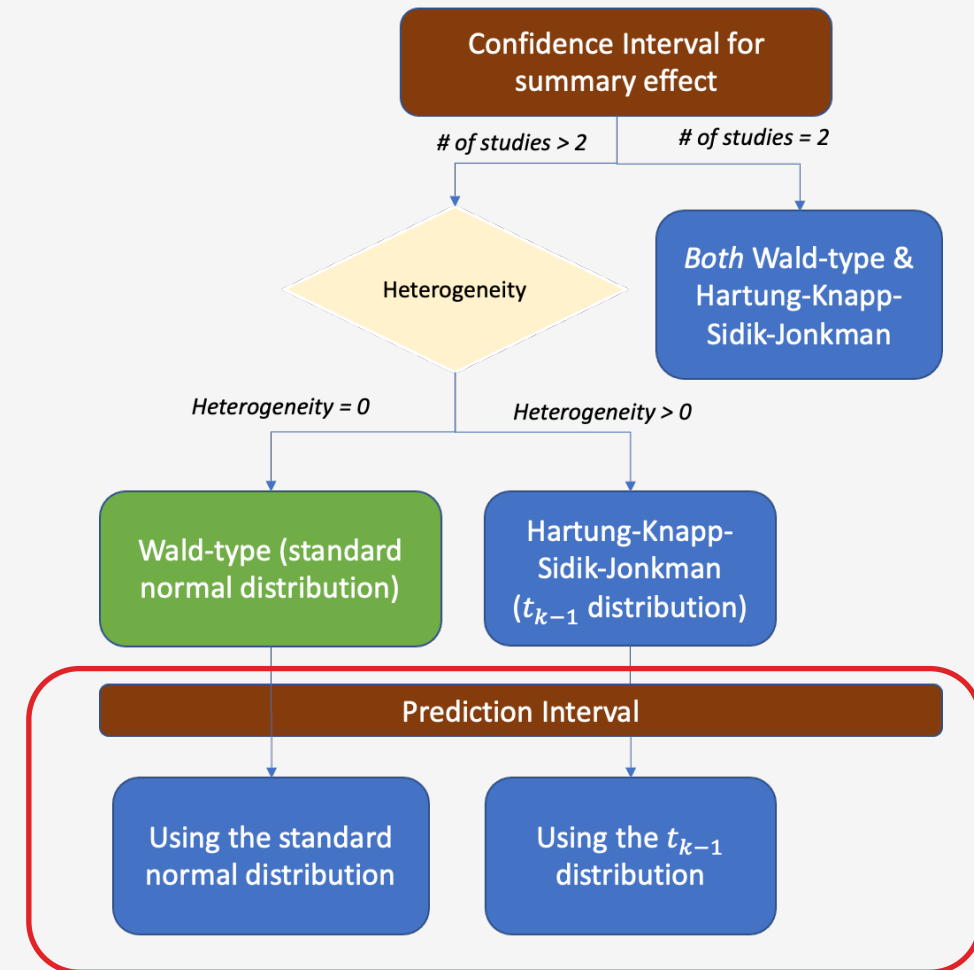 Confidence Interval for
summary effect
# of studies > 2
# of studies = 2
Heterogeneity
Both Wald-type &
Hartung-Knapp-
Sidik-Jonkman
Heterogeneity = 0
Heterogeneity > 0
Wald-type (standard
normal distribution)
Hartung-Knapp-
Sidik-Jonkman
(t_{k−1} distribution)
Prediction Interval
Using the standard
normal distribution
Using the t_{k−1}
distribution